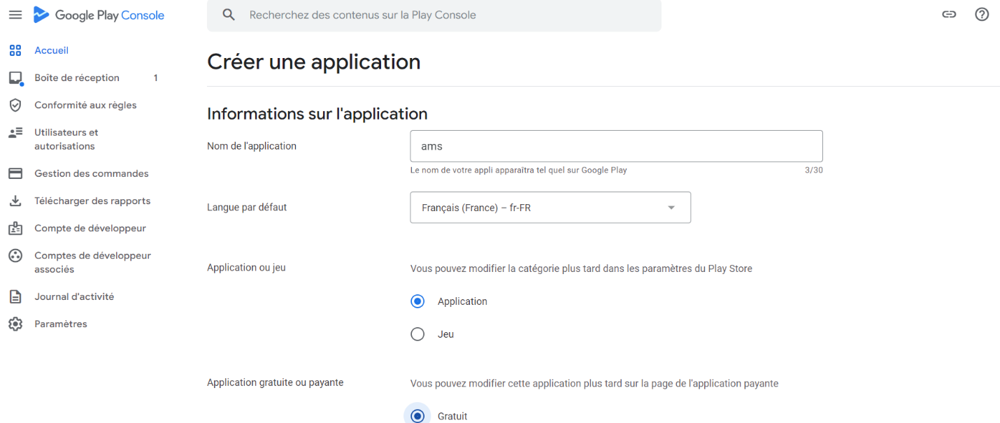 Google Play Console
Recherchez des contenus sur la Play Console
Accueil
Boîte de réception 1
Conformité aux règles
Utilisateurs et
autorisations
Gestion des commandes
Télécharger des rapports
Compte de développeur
Comptes de développeur
associés
Journal d'activité
Paramètres
Créer une application
Informations sur l'application
Nom de l'application
ams
Le nom de votre appli apparaîtra tel quel sur Google Play 3/30
Langue par défaut
Français (France) – fr-FR
Application ou jeu
Vous pouvez modifier la catégorie plus tard dans les paramètres du Play Store
Application
Jeu
Application gratuite ou payante
Vous pouvez modifier cette application plus tard sur la page de l'application payante
Gratuit